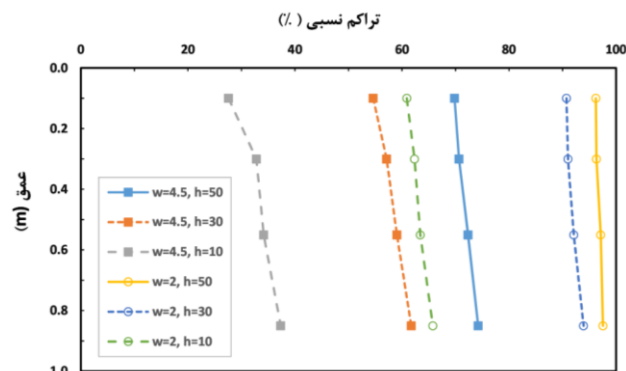 تراکم نسبی ( ٪)
0 20 40 60 80 100
0.0
0.2
0.4
0.6
0.8
1.0
عمق (m)
w=4.5, h=50
w=4.5, h=30
w=4.5, h=10
w=2, h=50
w=2, h=30
w=2, h=10